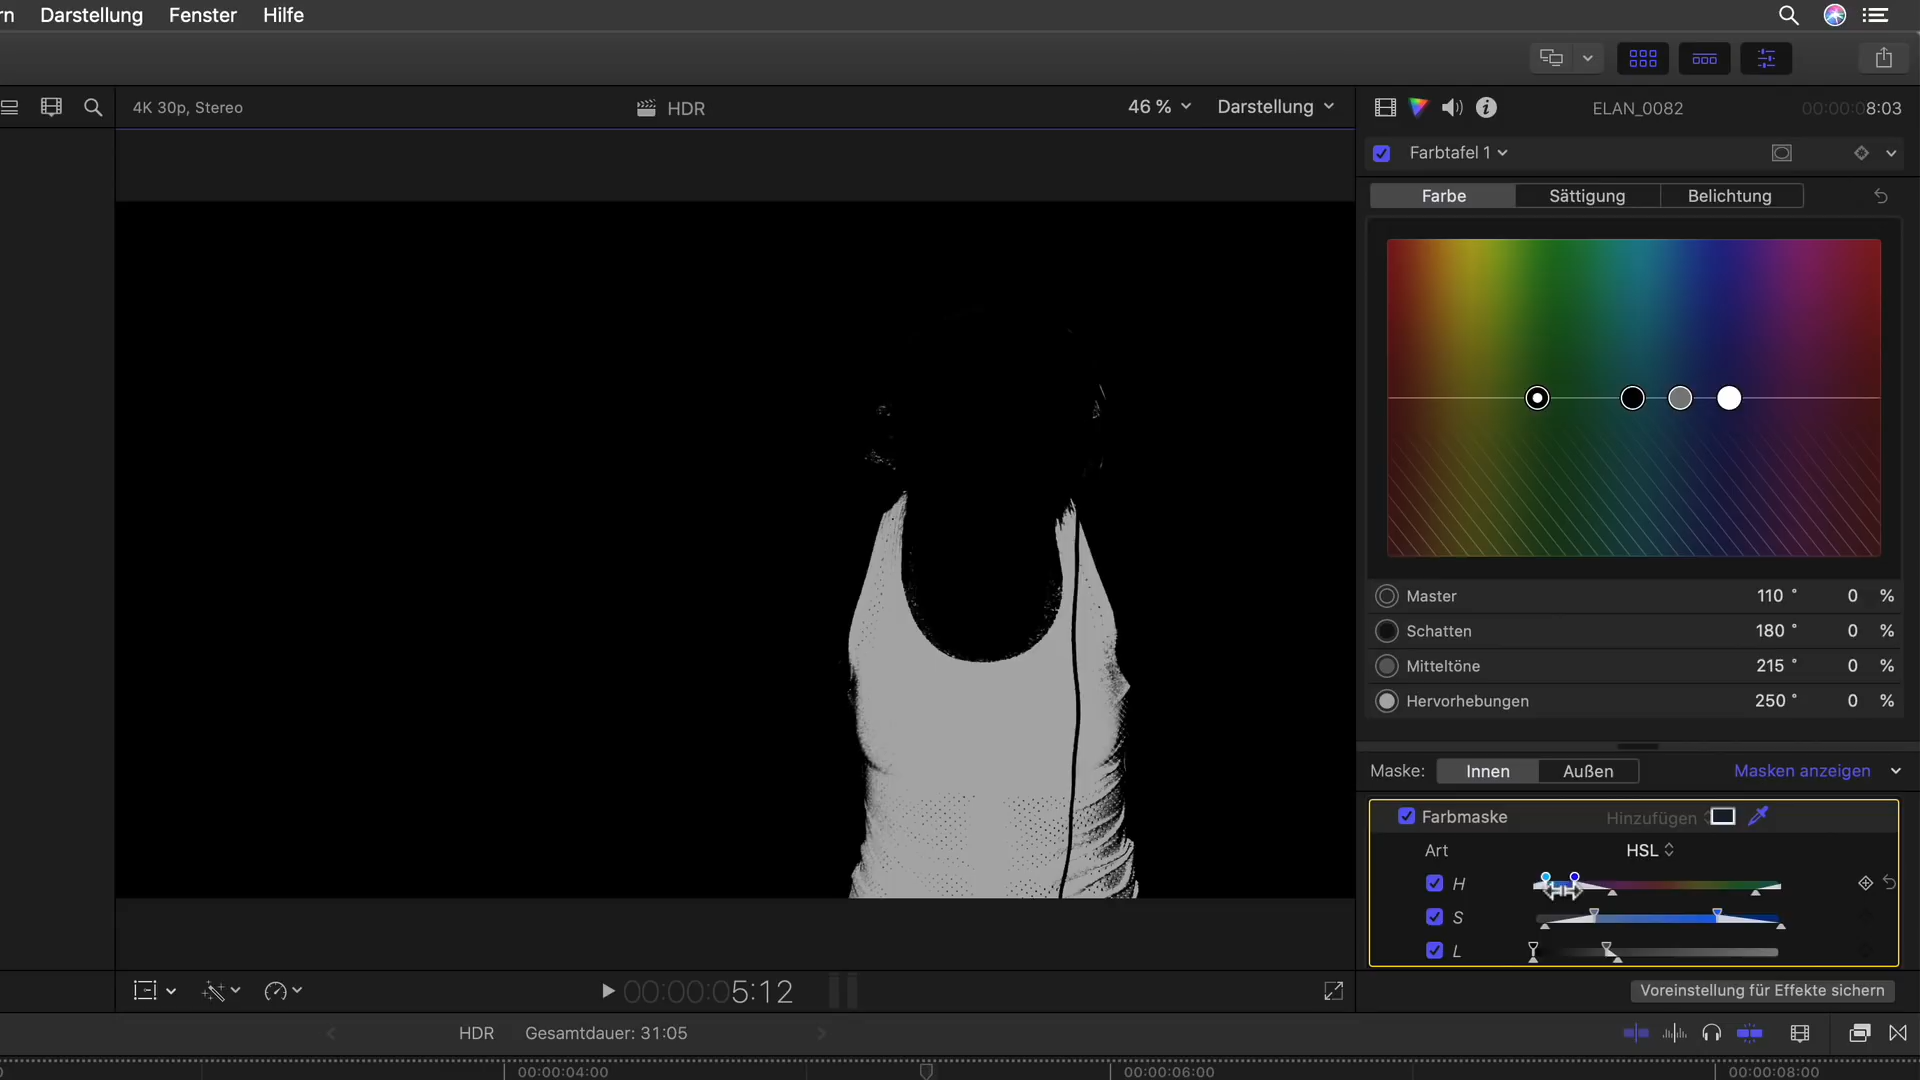 rn Darstellung Fenster Hilfe
4K 30p, Stereo
HDR
46 %
Darstellung
ELAN_0082
00:00:08:03
Farbtafel 1
Farbe
Sättigung
Belichtung
Master 110 ° 0 %
Schatten 180 ° 0 %
Mitteltöne 215 ° 0 %
Hervorhebungen 250 ° 0 %
Maske: Innen Außen Masken anzeigen
Farbmaske Hinzufügen
Art HSL
H
S
L
00:00:05:12
Voreinstellung für Effekte sichern
HDR Gesamtdauer: 31:05
00:00:04:00 00:00:06:00 00:00:08:00